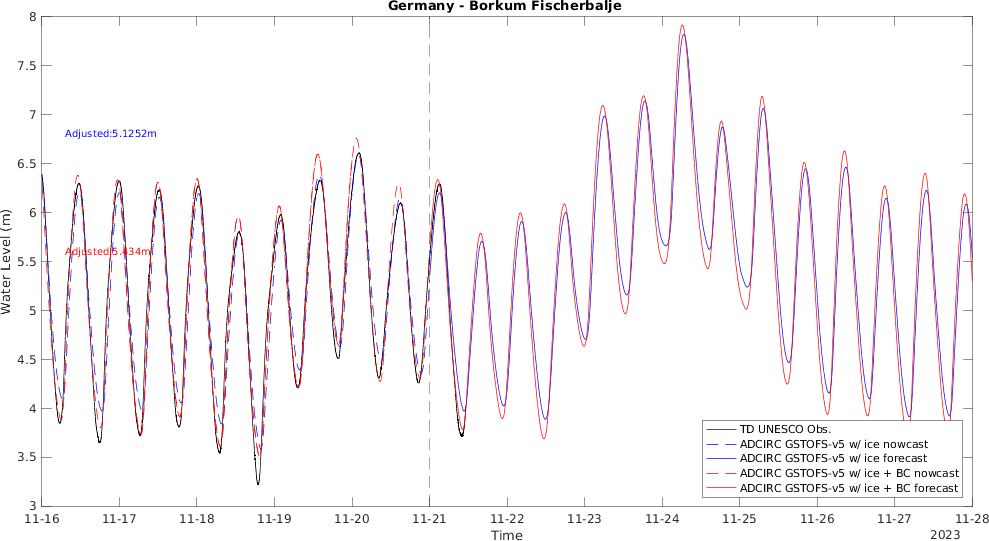 Germany - Borkum Fischerbalje
8
7.5
7
Adjusted:5.1252m
6.5
6
Adjusted:5.434m
5.5
5
4.5
4
3.5
3
Water Level (m)
TD UNESCO Obs.
ADCIRC GSTOFS-v5 w/ ice nowcast
ADCIRC GSTOFS-v5 w/ ice forecast
ADCIRC GSTOFS-v5 w/ ice + BC nowcast
ADCIRC GSTOFS-v5 w/ ice + BC forecast
11-16 11-17 11-18 11-19 11-20 11-21 11-22 11-23 11-24 11-25 11-26 11-27 11-28
Time
2023